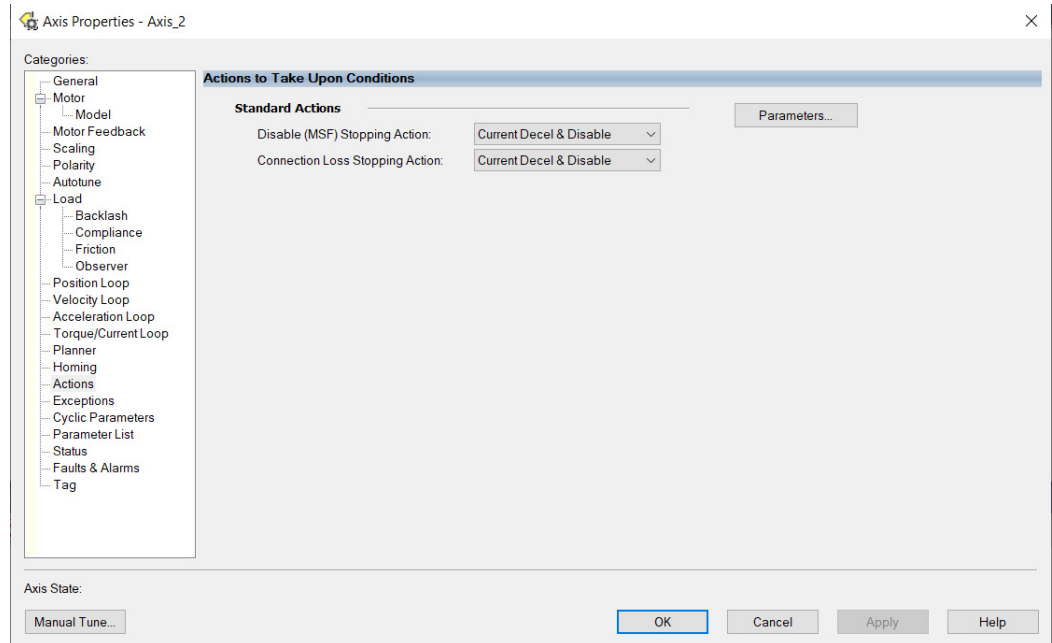 Axis Properties - Axis_2
Categories:
General
Motor
Model
Motor Feedback
Scaling
Polarity
Autotune
Load
Backlash
Compliance
Friction
Observer
Position Loop
Velocity Loop
Acceleration Loop
Torque/Current Loop
Planner
Homing
Actions
Exceptions
Cyclic Parameters
Parameter List
Status
Faults & Alarms
Tag
Actions to Take Upon Conditions
Standard Actions
Parameters...
Disable (MSF) Stopping Action: Current Decel & Disable
Connection Loss Stopping Action: Current Decel & Disable
Axis State:
Manual Tune... OK Cancel Apply Help